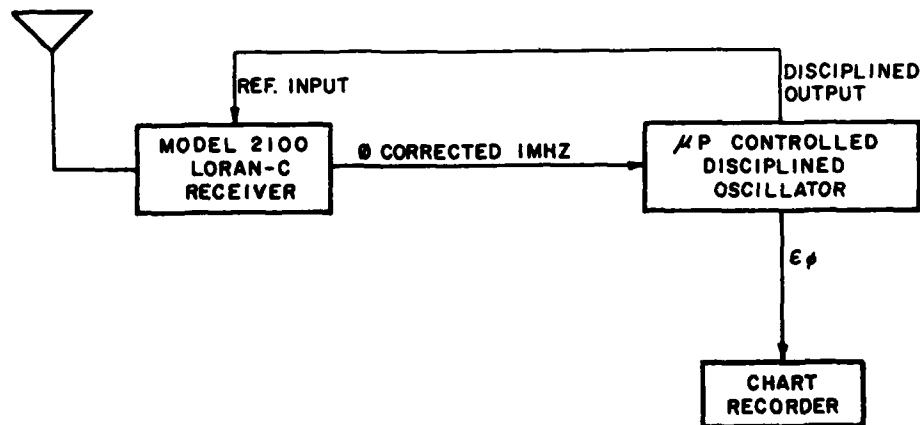 REF. INPUT
DISCIPLINED
OUTPUT
MODEL 2100
LORAN-C
RECEIVER
Ø CORRECTED 1MHZ
μP CONTROLLED
DISCIPLINED
OSCILLATOR
εφ
CHART
RECORDER